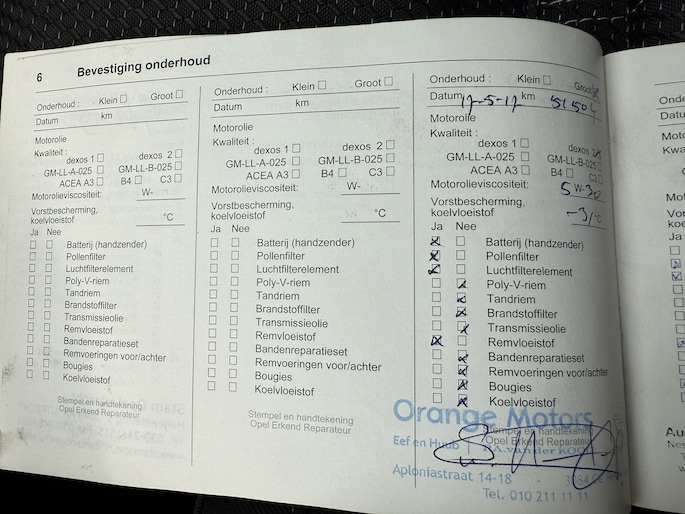 6 Bevestiging onderhoud
Onderhoud : Klein Groot
Datum km
Motorolie
Kwaliteit :
dexos 1 dexos 2
GM-LL-A-025 GM-LL-B-025
ACEA A3 B4 C3
Motorolieviscositeit: W-
Vorstbescherming,
koelvloeistof °C
Ja Nee
Batterij (handzender)
Pollenfilter
Luchtfilterelement
Poly-V-riem
Tandriem
Brandstoffilter
Transmissieolie
Remvloeistof
Bandenreparatieset
Remvoeringen voor/achter
Bougies
Koelvloeistof
Stempel en handtekening
Opel Erkend Reparateur
Onderhoud : Klein Groot
Datum km
Motorolie
Kwaliteit :
dexos 1 dexos 2
GM-LL-A-025 GM-LL-B-025
ACEA A3 B4 C3
Motorolieviscositeit: W-
Vorstbescherming,
koelvloeistof °C
Ja Nee
Batterij (handzender)
Pollenfilter
Luchtfilterelement
Poly-V-riem
Tandriem
Brandstoffilter
Transmissieolie
Remvloeistof
Bandenreparatieset
Remvoeringen voor/achter
Bougies
Koelvloeistof
Stempel en handtekening
Opel Erkend Reparateur
Onderhoud : Klein Groot
Datum 17-5-17 km
Motorolie
Kwaliteit :
dexos 1 dexos 2
GM-LL-A-025 GM-LL-B-025
ACEA A3 B4 C3
Motorolieviscositeit: 5 W-30
Vorstbescherming,
koelvloeistof °C
Ja Nee
Batterij (handzender)
Pollenfilter
Luchtfilterelement
Poly-V-riem
Tandriem
Brandstoffilter
Transmissieolie
Remvloeistof
Bandenreparatieset
Remvoeringen voor/achter
Bougies
Koelvloeistof
Orange Motors
Stempel en handtekening
Eef en Huub Opel Erkend Reparateur
Aploniastraat 14-18 - 3084
Tel. 010 211 11 11